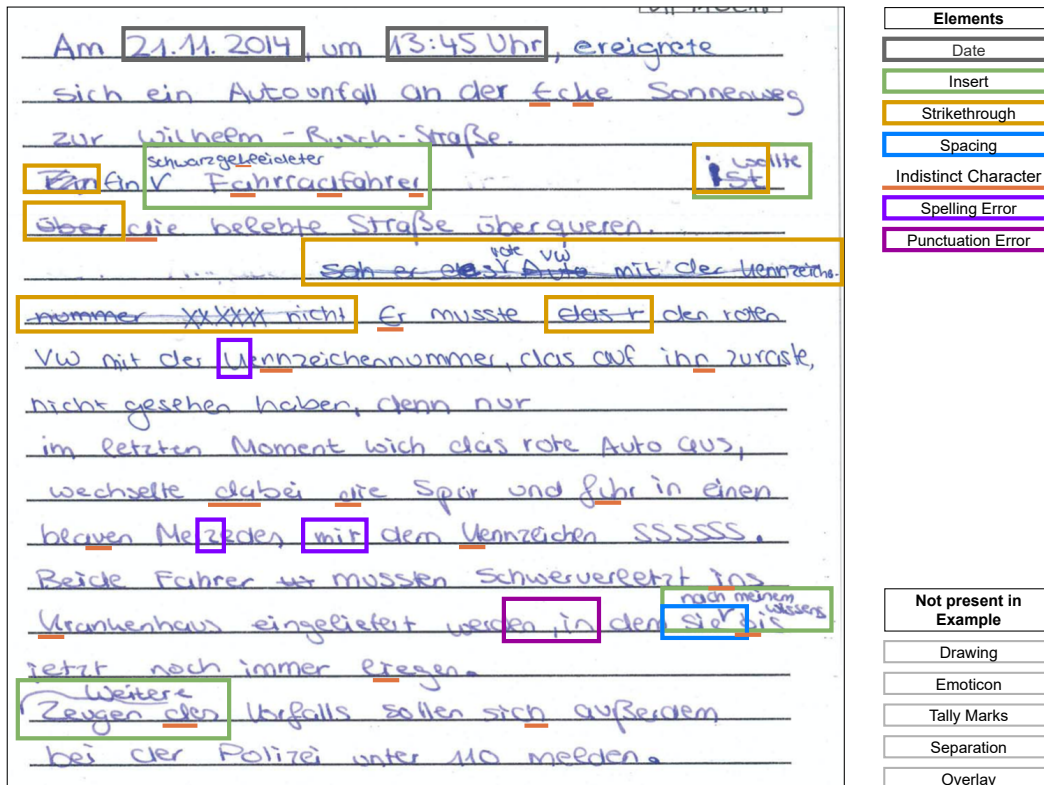 Am 21.11.2014, um 13:45 Uhr, ereignete
sich ein Autounfall an der Ecke Sonnenweg
zur Wilhelm-Busch-Straße.
schwarzgekleideter wollte
Ein V Fahrradfahrer ist
über die belebte Straße überqueren.
rote VW
sah er das V Auto mit der Kennzeichn.
nummer XXXXXX nicht Er musste den roten
VW mit der Kennzeichennummer, das auf ihn zuraste,
nicht gesehen haben, denn nur
im letzten Moment wich das rote Auto aus,
wechselte dabei die Spur und fuhr in einen
blauen Mezedes mit dem Kennzeichen SSSSSS.
Beide Fahrer mussten Schwerverletzt ins
nach meinem wissens
Krankenhaus eingeliefert werden, in dem sie V bis
jetzt noch immer liegen.
Weitere
Zeugen des Vorfalls sollen sich außerdem
bei der Polizei unter 110 melden.
Elements
Date
Insert
Strikethrough
Spacing
Indistinct Character
Spelling Error
Punctuation Error
Not present in
Example
Drawing
Emoticon
Tally Marks
Separation
Overlay